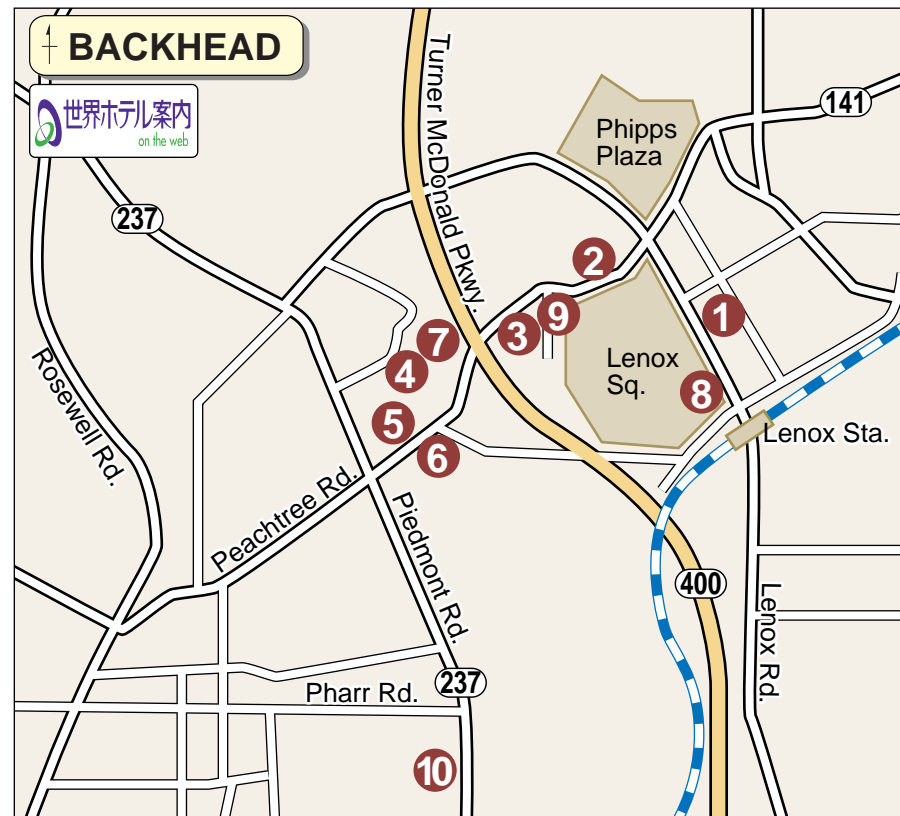 BACKHEAD
世界ホテル案内
on the web
Turner McDonald Pkwy.
141
Phipps
Plaza
237
2
1
9
3
7
4
Lenox
Sq.
8
Rosewell Rd.
5
6
Lenox Sta.
Peachtree Rd.
Piedmont Rd.
400
Lenox Rd.
237
Pharr Rd.
10